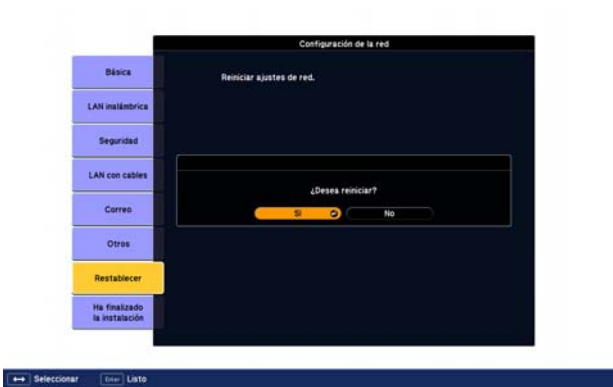 Configuración de la red
Básica
Reiniciar ajustes de red.
LAN inalámbrica
Seguridad
LAN con cables
¿Desea reiniciar?
Sí
No
Correo
Otros
Restablecer
Ha finalizado
la instalación
Seleccionar
Enter
Listo